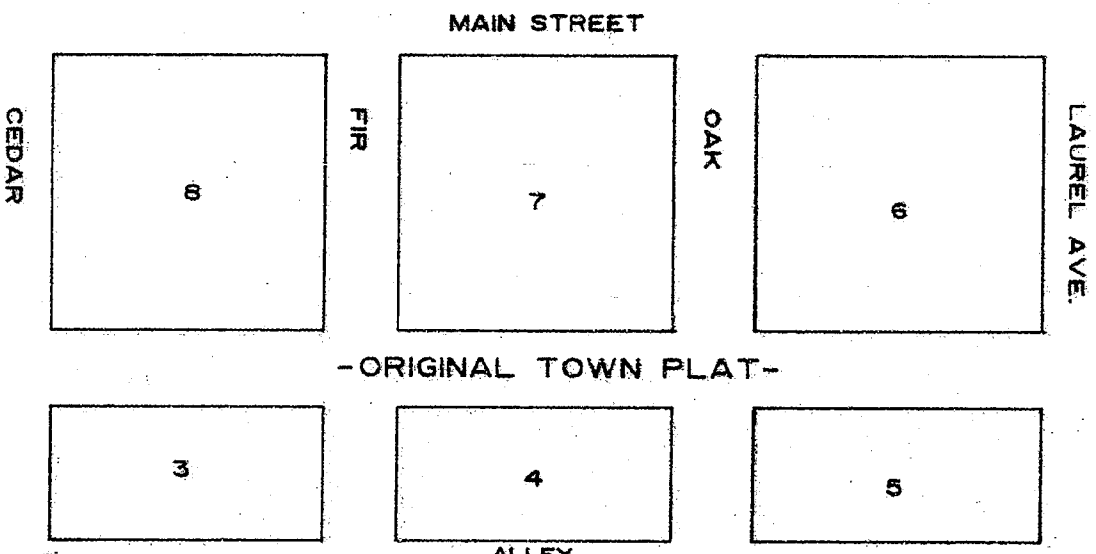 MAIN STREET
CEDAR
FIR
OAK
LAUREL AVE.
8
7
6
-ORIGINAL TOWN PLAT-
3
4
5
ALLEY